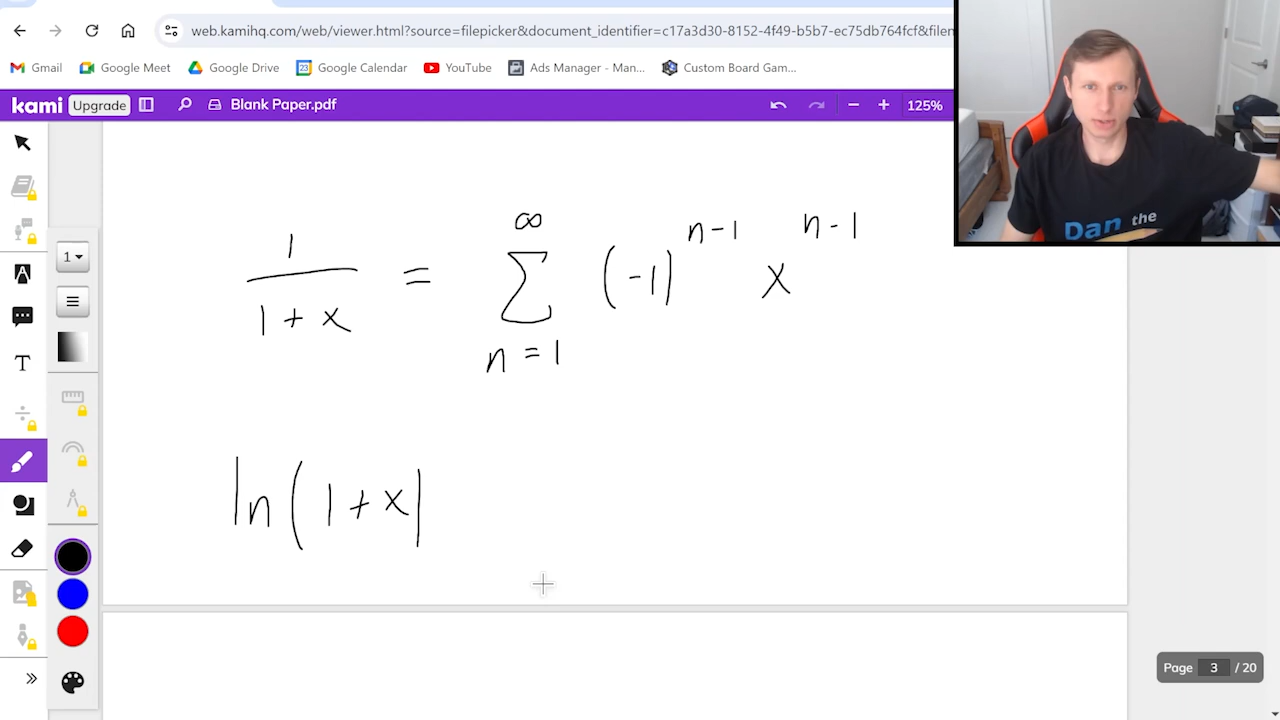 web.kamihq.com/web/viewer.html?source=filepicker&document_identifier=c17a3d30-8152-4f49-b5b7-ec75db764fcf&filen
Gmail Google Meet Google Drive 23 Google Calendar YouTube Ads Manager - Man... Custom Board Gam...
kami Upgrade Blank Paper.pdf 125%
Dan the
1 T
1/(1+x) = ∑_{n=1}^{∞} (-1)^{n-1} x^{n-1}
ln(1+x|
Page 3 / 20